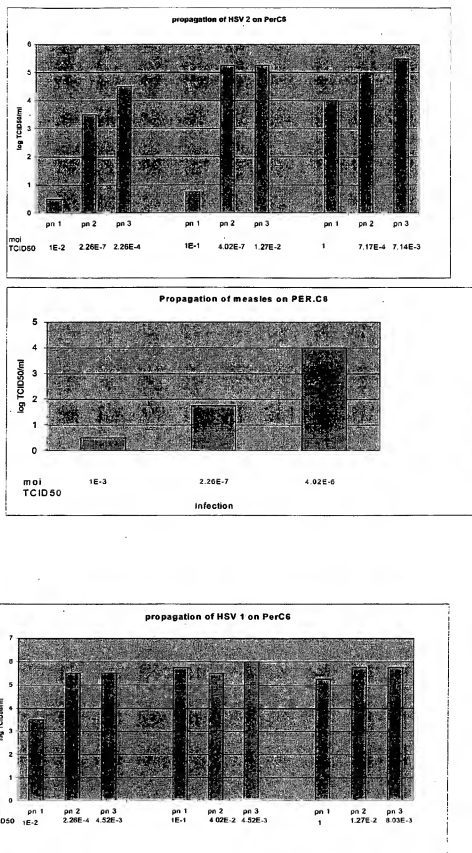 propagation of HSV 2 on PerC6
6
5
4
3
2
1
0
log TCID50/ml
pn 1 pn 2 pn 3 pn 1 pn 2 pn 3 pn 1 pn 2 pn 3
moi
TCID50 1E-2 2.26E-7 2.26E-4 1E-1 4.02E-7 1.27E-2 1 7.17E-4 7.14E-3
Propagation of measles on PER.C6
5
4
3
2
1
0
log TCID50/ml
moi 1E-3 2.26E-7 4.02E-6
TCID50
Infection
propagation of HSV 1 on PerC6
7
6
5
4
3
2
1
0
pn 1 pn 2 pn 3 pn 1 pn 2 pn 3 pn 1 pn 2 pn 3
1E-2 2.26E-4 4.52E-3 1E-1 4.02E-2 4.52E-3 1 1.27E-2 8.03E-3